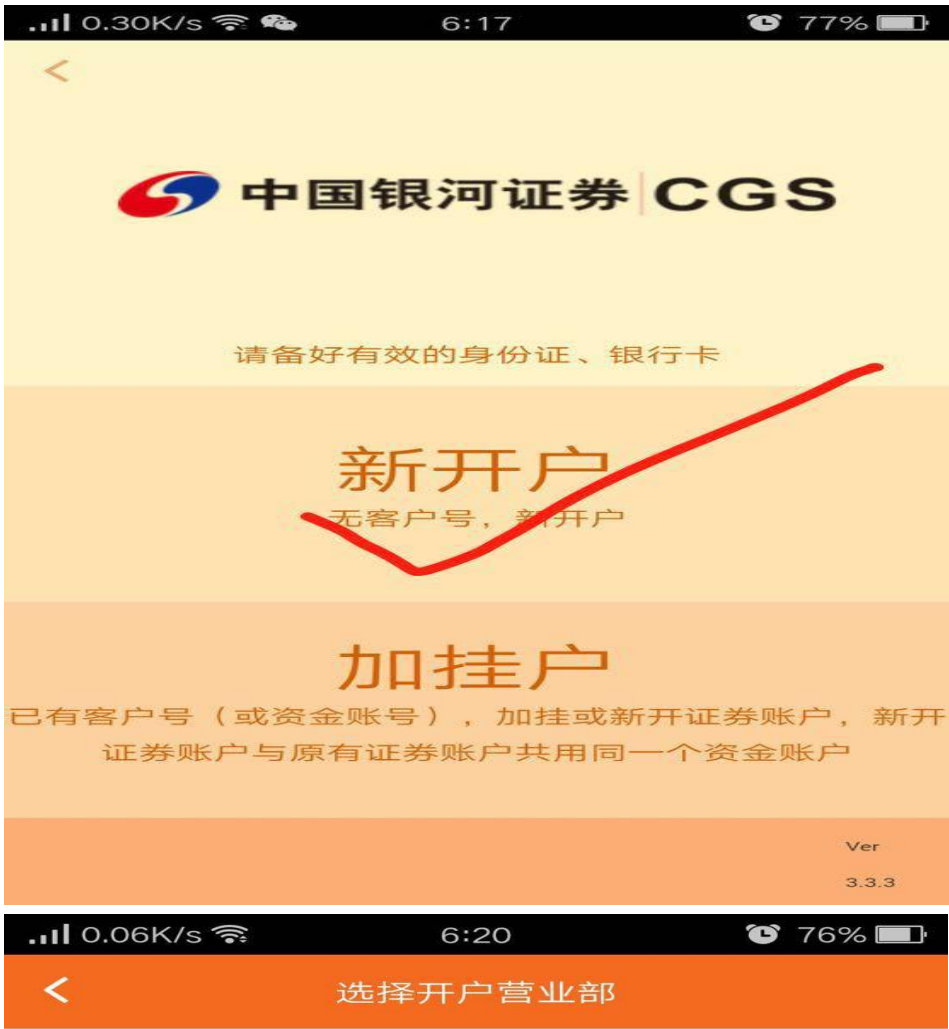 0.30K/s 6:17 77%
中国银河证券 CGS
请备好有效的身份证、银行卡
新开户
无客户号，新开户
加挂户
已有客户号（或资金账号），加挂或新开证券账户，新开
证券账户与原有证券账户共用同一个资金账户
Ver
3.3.3
0.06K/s 6:20 76%
选择开户营业部